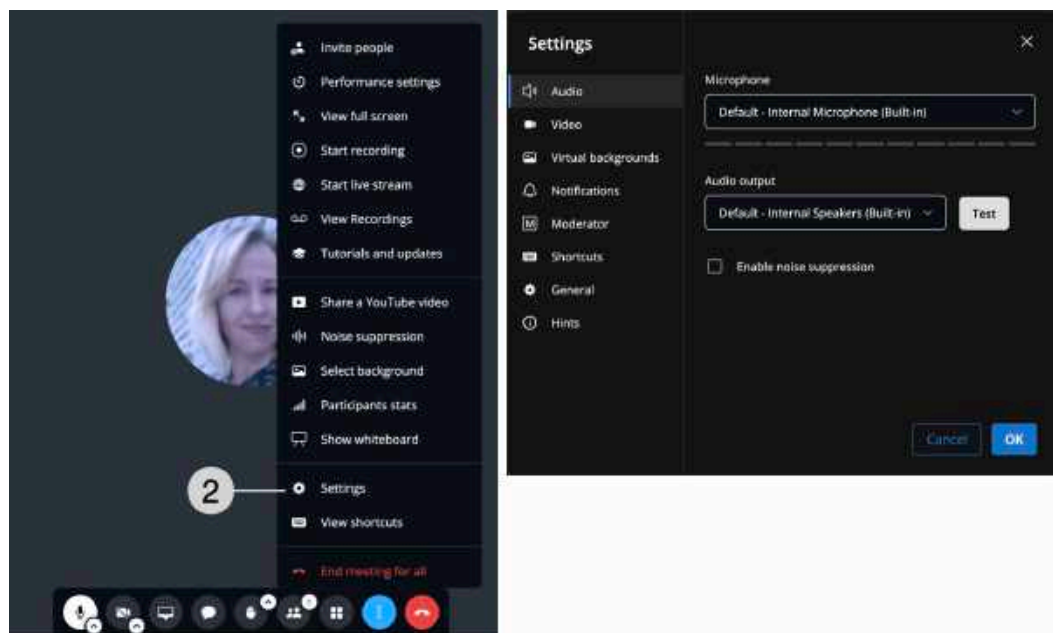 Invite people
Performance settings
View full screen
Start recording
Start live stream
View Recordings
Tutorials and updates
Share a YouTube video
Noise suppression
Select background
Participants stats
Show whiteboard
2
Settings
View shortcuts
End meeting for all
Settings
Audio
Video
Virtual backgrounds
Notifications
M Moderator
Shortcuts
General
Hints
Microphone
Default - Internal Microphone (Built-in)
Audio output
Default - Internal Speakers (Built-in)
Test
Enable noise suppression
Cancel
OK